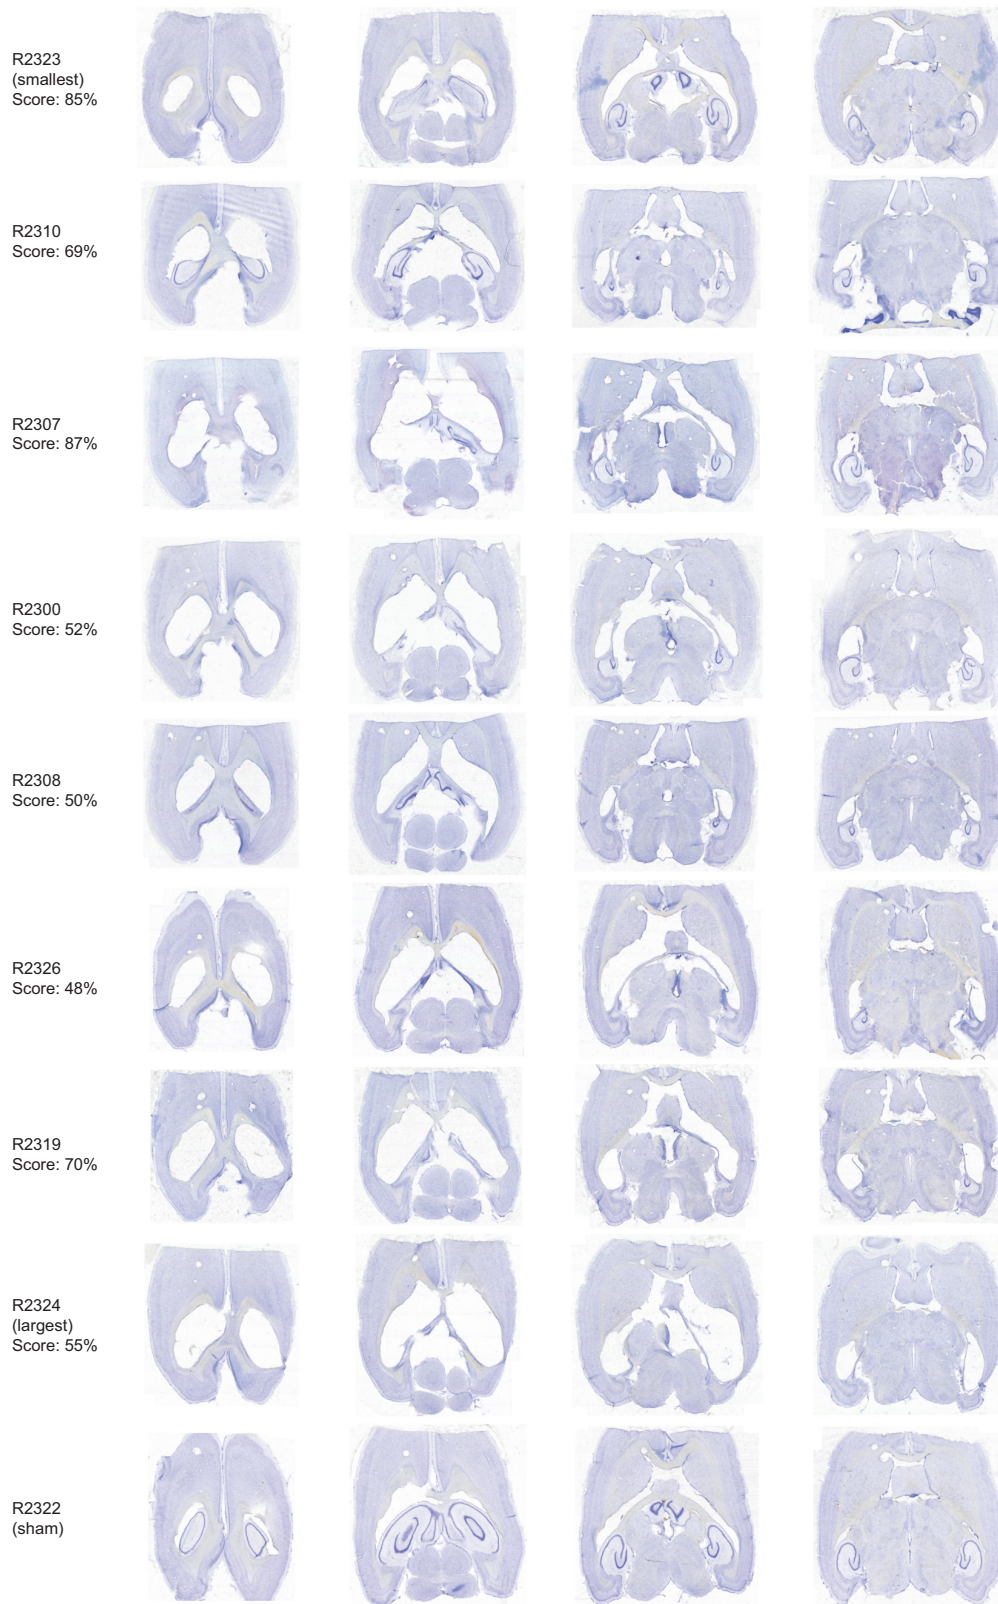 R2323
(smallest)
Score: 85%
R2310
Score: 69%
R2307
Score: 87%
R2300
Score: 52%
R2308
Score: 50%
R2326
Score: 48%
R2319
Score: 70%
R2324
(largest)
Score: 55%
R2322
(sham)